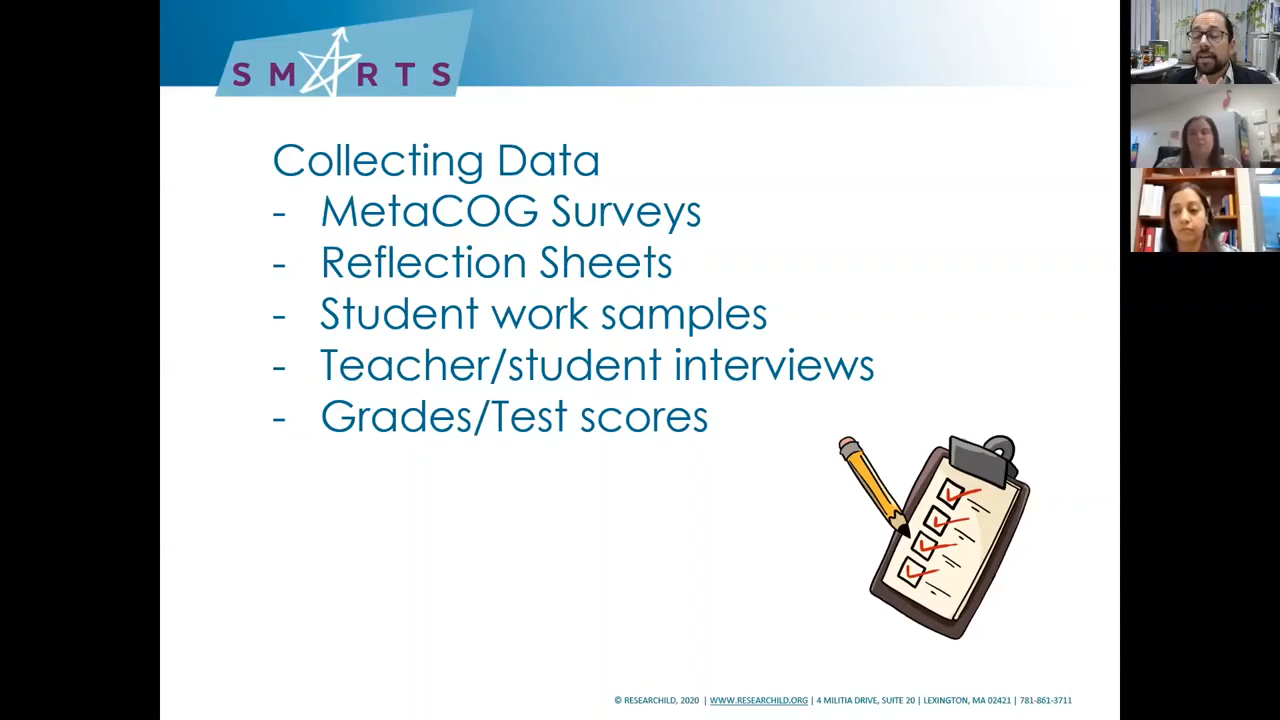 SMARTS
Collecting Data
- MetaCOG Surveys
- Reflection Sheets
- Student work samples
- Teacher/student interviews
- Grades/Test scores
© RESEARCHILD, 2020 | WWW.RESEARCHILD.ORG | 4 MILITIA DRIVE, SUITE 20 | LEXINGTON, MA 02421 | 781-861-3711